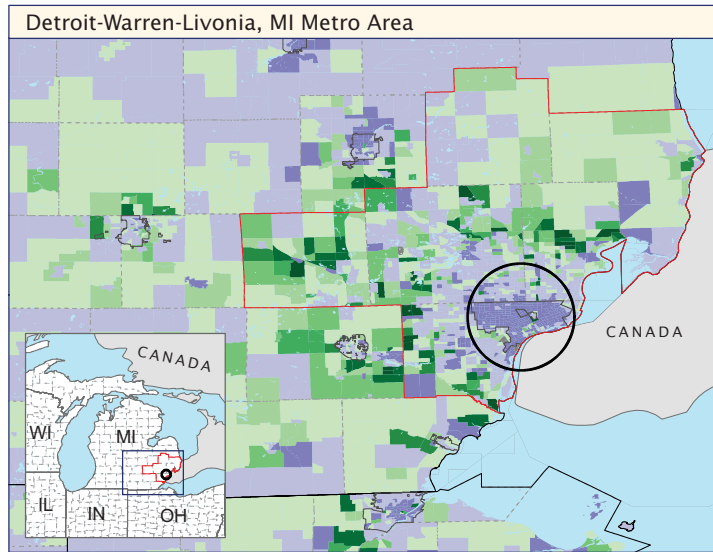 Detroit-Warren-Livonia, MI Metro Area
CANADA
CANADA
WI
MI
IL
IN
OH